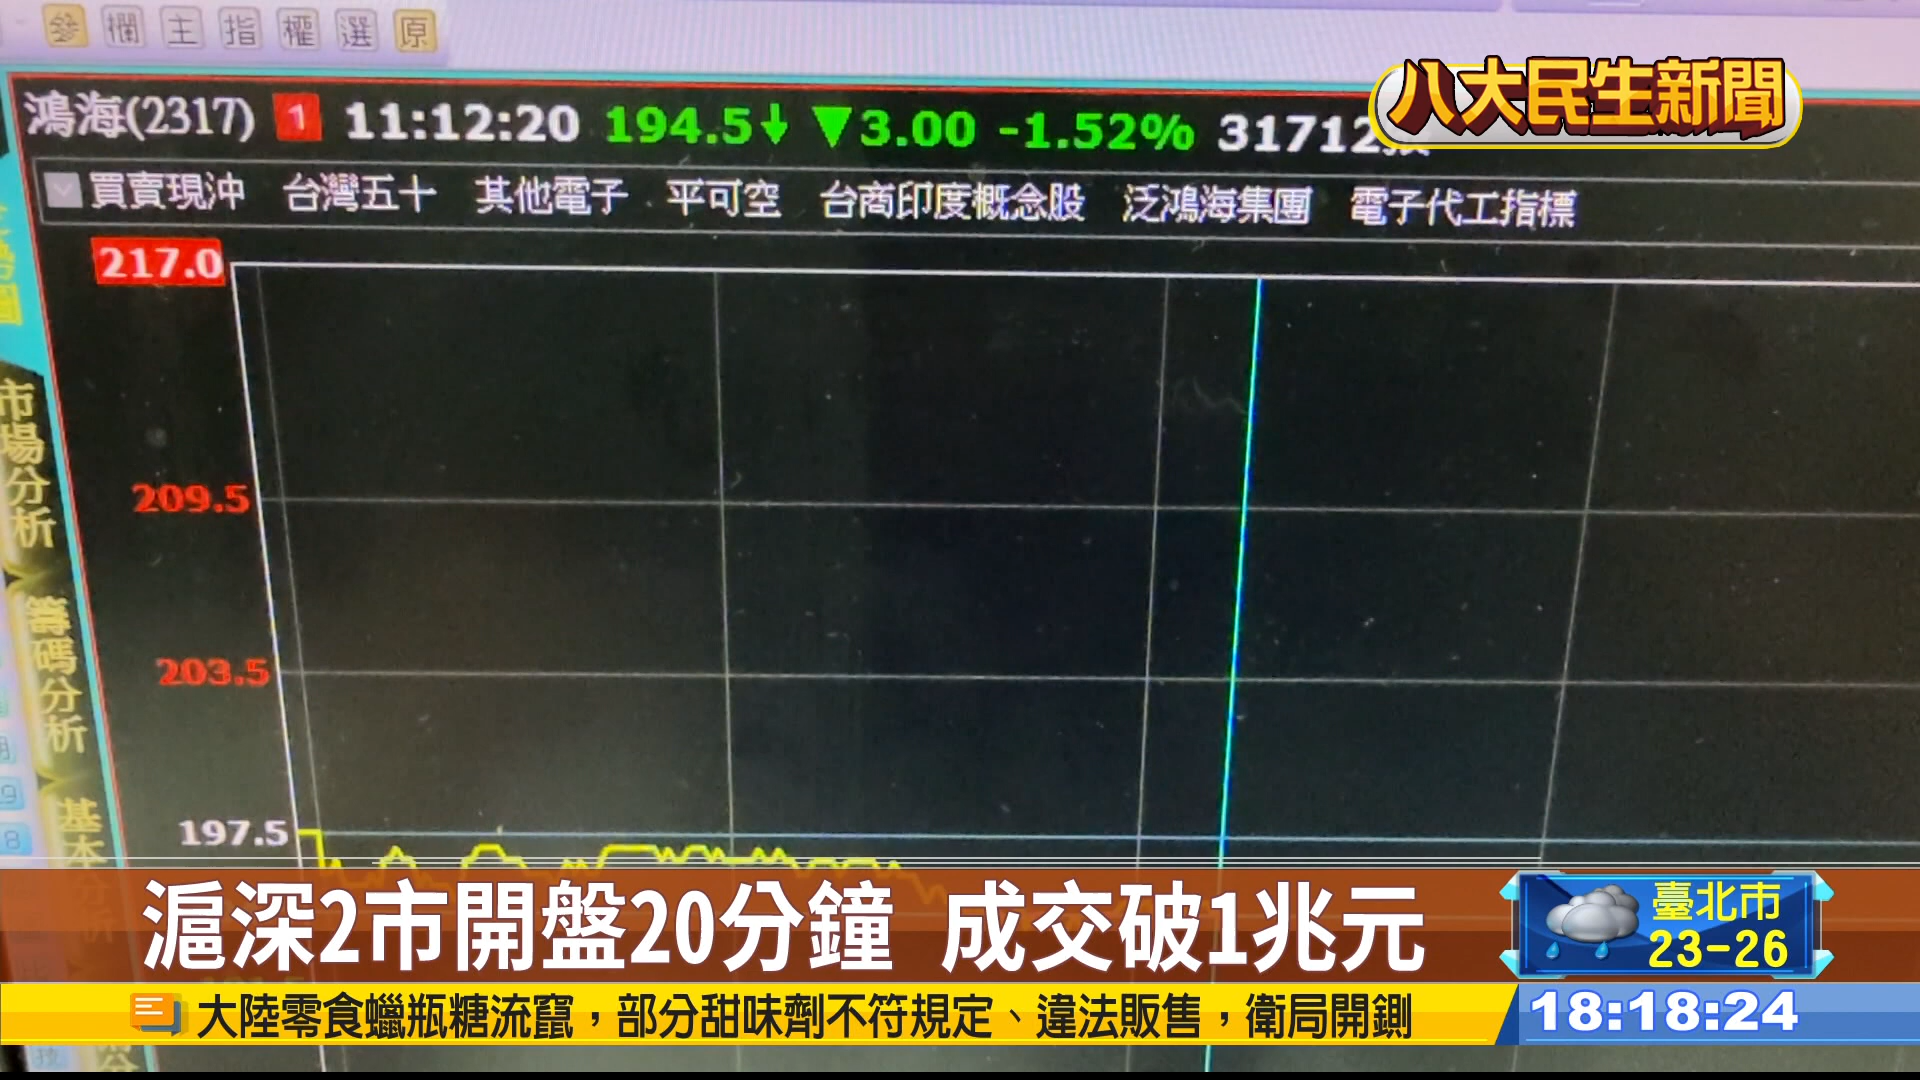 參 欄 主 指 權 選 原
八大民生新聞
鴻海(2317) 1 11:12:20 194.5↓ ▼3.00 -1.52% 31712
買賣現沖 台灣五十 其他電子 平可空 台商印度概念股 泛鴻海集團 電子代工指標
217.0
209.5
203.5
197.5
市場分析
籌碼分析
基本分析
滬深2市開盤20分鐘 成交破1兆元
臺北市
23-26
大陸零食蠟瓶糖流竄，部分甜味劑不符規定、違法販售，衛局開鍘
18:18:24